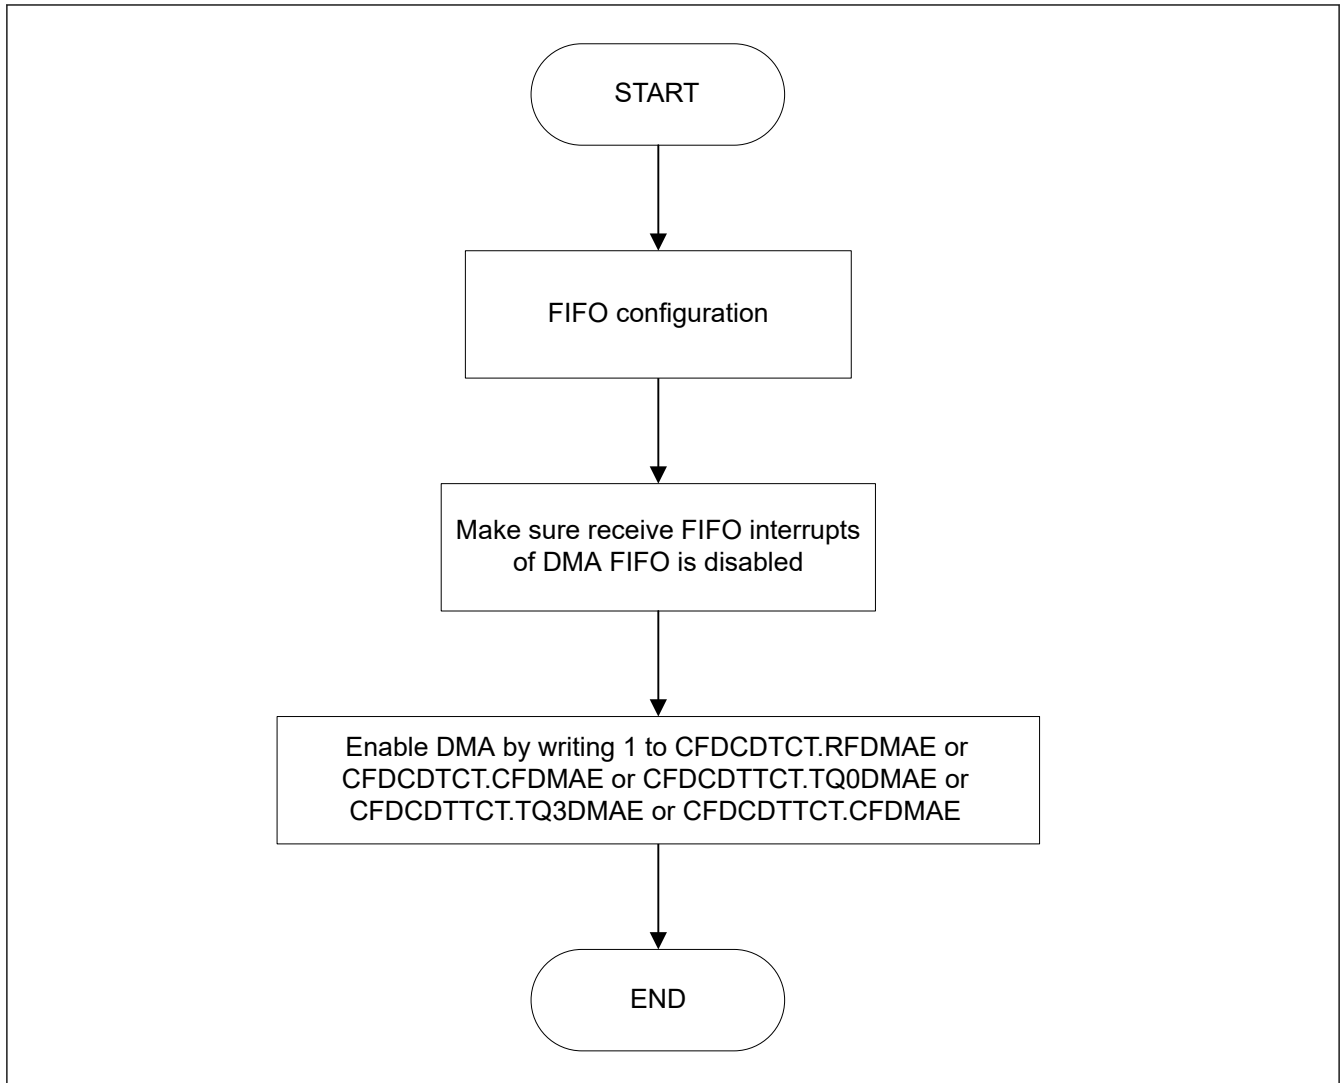 START
FIFO configuration
Make sure receive FIFO interrupts
of DMA FIFO is disabled
Enable DMA by writing 1 to CFDCDTCT.RFDMAE or
CFDCDTCT.CFDMAE or CFDCDTTCT.TQ0DMAE or
CFDCDTTCT.TQ3DMAE or CFDCDTTCT.CFDMAE
END